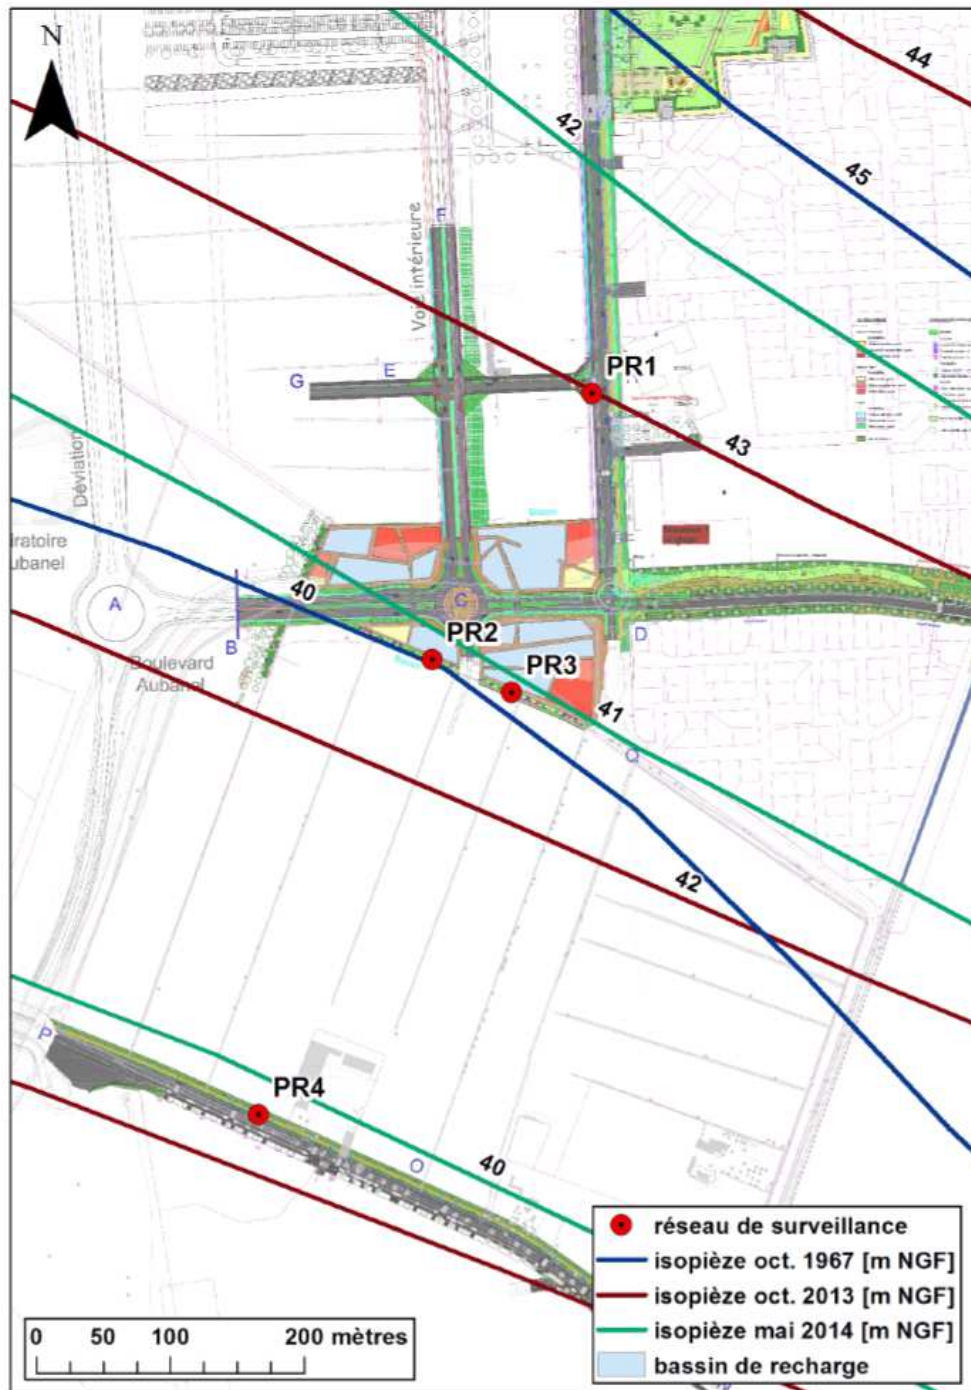 N
44
42
45
F
Voie intérieure
G
E
PR1
43
Déviation
iratoire
ubanel
40
A
C
B
PR2
D
Boulevard
Aubanel
PR3
41
Q
42
P
PR4
O
40
réseau de surveillance
isopièze oct. 1967 [m NGF]
isopièze oct. 2013 [m NGF]
isopièze mai 2014 [m NGF]
bassin de recharge
0 50 100 200 mètres